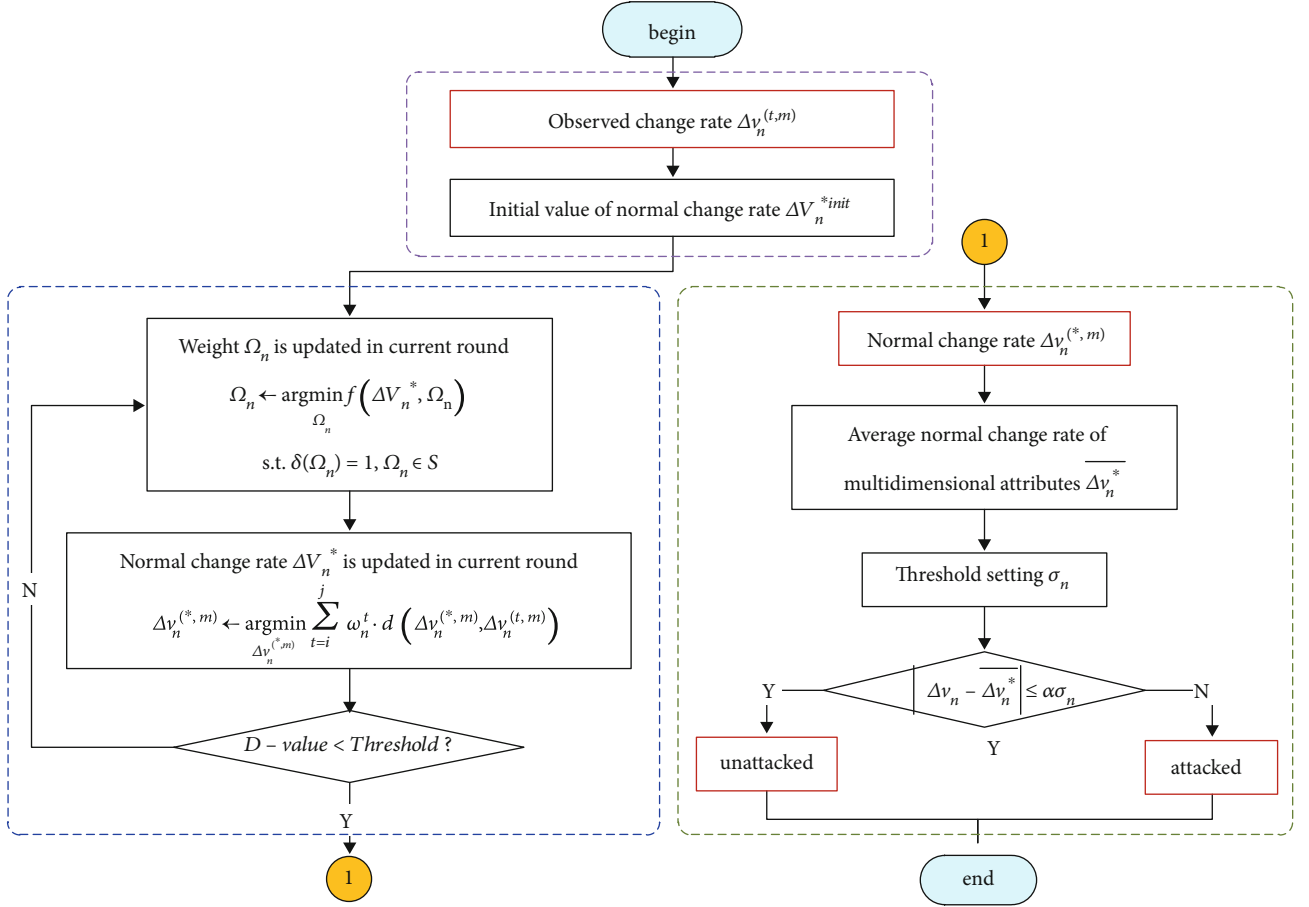 begin
Observed change rate Δv_n^(t,m)
Initial value of normal change rate ΔV_n^*init
Weight Ω_n is updated in current round
Ω_n ← argmin_{Ω_n} f(ΔV_n^*, Ω_n)
s.t. δ(Ω_n) = 1, Ω_n ∈ S
Normal change rate ΔV_n^* is updated in current round
Δv_n^(*, m) ← argmin_{Δv_n^(*,m)} ∑_{t=i}^{j} ω_n^t · d (Δv_n^(*, m), Δv_n^(t, m))
N
D – value < Threshold ?
Y
1
1
Normal change rate Δv_n^(*, m)
Average normal change rate of
multidimensional attributes \overline{Δv_n^*}
Threshold setting σ_n
| Δv_n – \overline{Δv_n^*} | ≤ ασ_n
Y
N
Y
unattacked
attacked
end